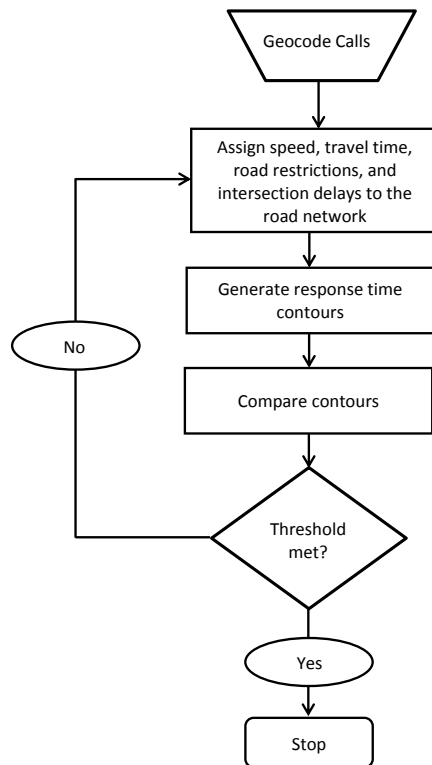 Geocode Calls
Assign speed, travel time,
road restrictions, and
intersection delays to the
road network
Generate response time
contours
No
Compare contours
Threshold
met?
Yes
Stop